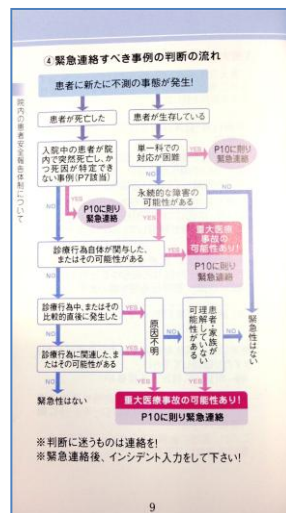 ④緊急連絡すべき事例の判断の流れ
患者に新たに不測の事態が発生!
患者が死亡した
患者が生存している
入院中の患者が院
内で突然死亡し、か
つ死因が特定でき
ない事例(P7該当)
単一科での
対応が困難
YES
P10に則り
緊急連絡
NO
永続的な障害の
可能性がある
YES
P10に則り
緊急連絡
NO
NO
YES
NO
重大医療
事故の
可能性あり!
P10に則り
緊急連絡
診療行為自体が関与した、
またはその可能性がある
NO
YES
診療行為中、またはその
比較的直後に発生した
YES
原因不明
NO
患者・家族が
理解していない
可能性がある
NO
緊急性はない
NO
診療行為に関連した、ま
たはその可能性がある
YES
YES
YES
NO
緊急性はない
重大医療事故の可能性あり!
P10に則り緊急連絡
※判断に迷うものは連絡を!
※緊急連絡後、インシデント入力をして下さい!
院内の患者安全報告体制について
9